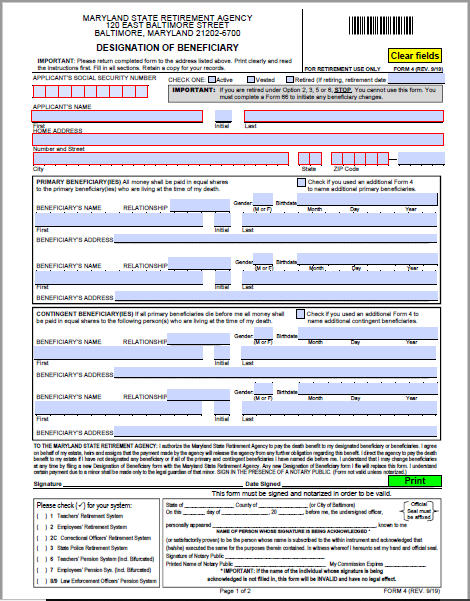 MARYLAND STATE RETIREMENT AGENCY
120 EAST BALTIMORE STREET
BALTIMORE, MARYLAND 21202-6700
DESIGNATION OF BENEFICIARY
IMPORTANT: Please return completed form to the address listed above. Print clearly and read
the instructions first. Fill in all sections. Retain a copy for your records.
Clear fields
FOR RETIREMENT USE ONLY FORM 4 (REV. 9/19)
APPLICANT'S SOCIAL SECURITY NUMBER
CHECK ONE: Active Vested Retired (If retiring, retirement date
IMPORTANT: If you are retired under Option 2, 3, 5 or 6, STOP. You cannot use this form. You
must complete a Form 66 to initiate any beneficiary changes.
APPLICANT'S NAME
First Initial Last
HOME ADDRESS
Number and Street
City State ZIP Code
PRIMARY BENEFICIARY(IES) All money shall be paid in equal shares
to the primary beneficiary(ies) who are living at the time of my death.
Check if you used an additional Form 4
to name additional primary beneficiaries.
BENEFICIARY'S NAME RELATIONSHIP Gender (M or F) Birthdate Month Day Year
First Initial Last
BENEFICIARY'S ADDRESS
BENEFICIARY'S NAME RELATIONSHIP Gender (M or F) Birthdate Month Day Year
First Initial Last
BENEFICIARY'S ADDRESS
CONTINGENT BENEFICIARY(IES) If all primary beneficiaries die before me all money shall
be paid in equal shares to the following person(s) who are living at the time of my death.
Check if you used an additional Form 4 to
name additional contingent beneficiaries.
BENEFICIARY'S NAME RELATIONSHIP Gender (M or F) Birthdate Month Day Year
First Initial Last
BENEFICIARY'S ADDRESS
BENEFICIARY'S NAME RELATIONSHIP Gender (M or F) Birthdate Month Day Year
First Initial Last
BENEFICIARY'S ADDRESS
TO THE MARYLAND STATE RETIREMENT AGENCY: I authorize the Maryland State Retirement Agency to pay the death benefit to my designated beneficiary or beneficiaries. I agree
on behalf of my estate, heirs and assigns that the payment made by the agency will release the agency from any further obligation regarding this benefit. I direct the agency to pay the death
benefit to my estate if I have not designated any beneficiary or if all of the primary and contingent beneficiaries I have named die before me. I understand that I may change beneficiaries
at any time by filing a new Designation of Beneficiary form with the Maryland State Retirement Agency. Any new Designation of Beneficiary form I file will replace this form. I understand
certain payment due to a minor shall be made only to the legal guardian of that minor. SIGN IN THE PRESENCE OF A NOTARY PUBLIC. (Form not valid unless notarized.)
Print
Signature Date Signed
This form must be signed and notarized in order to be valid.
Please check (✓) for your system:
( ) 1 Teachers' Retirement System
( ) 2 Employees' Retirement System
( ) 2C Correctional Officers' Retirement System
( ) 3 State Police Retirement System
( ) 6 Teachers' Pension System (Ind. Bifurcated)
( ) 7 Employees' Pension Sys. (Ind. Bifurcated)
( ) 8/9 Law Enforcement Officers' Pension System
State of County of (or City of Baltimore)
On this day of , 20 before me, the undersigned officer,
Official Seal must be affixed
personally appeared , known to me
NAME OF PERSON WHOSE SIGNATURE IS BEING ACKNOWLEDGED *
(or satisfactorily proven) to be the person whose name is subscribed to the within instrument and acknowledged that
(he/she) executed the same for the purposes therein contained. In witness whereof I hereunto set my hand and official seal.
Signature of Notary Public
Printed Name of Notary Public My Commission Expires
* IMPORTANT: If the name of the individual whose signature is being
acknowledged is not filled in, this form will be INVALID and have no legal effect.
Page 1 of 2 FORM 4 (REV. 9/19)